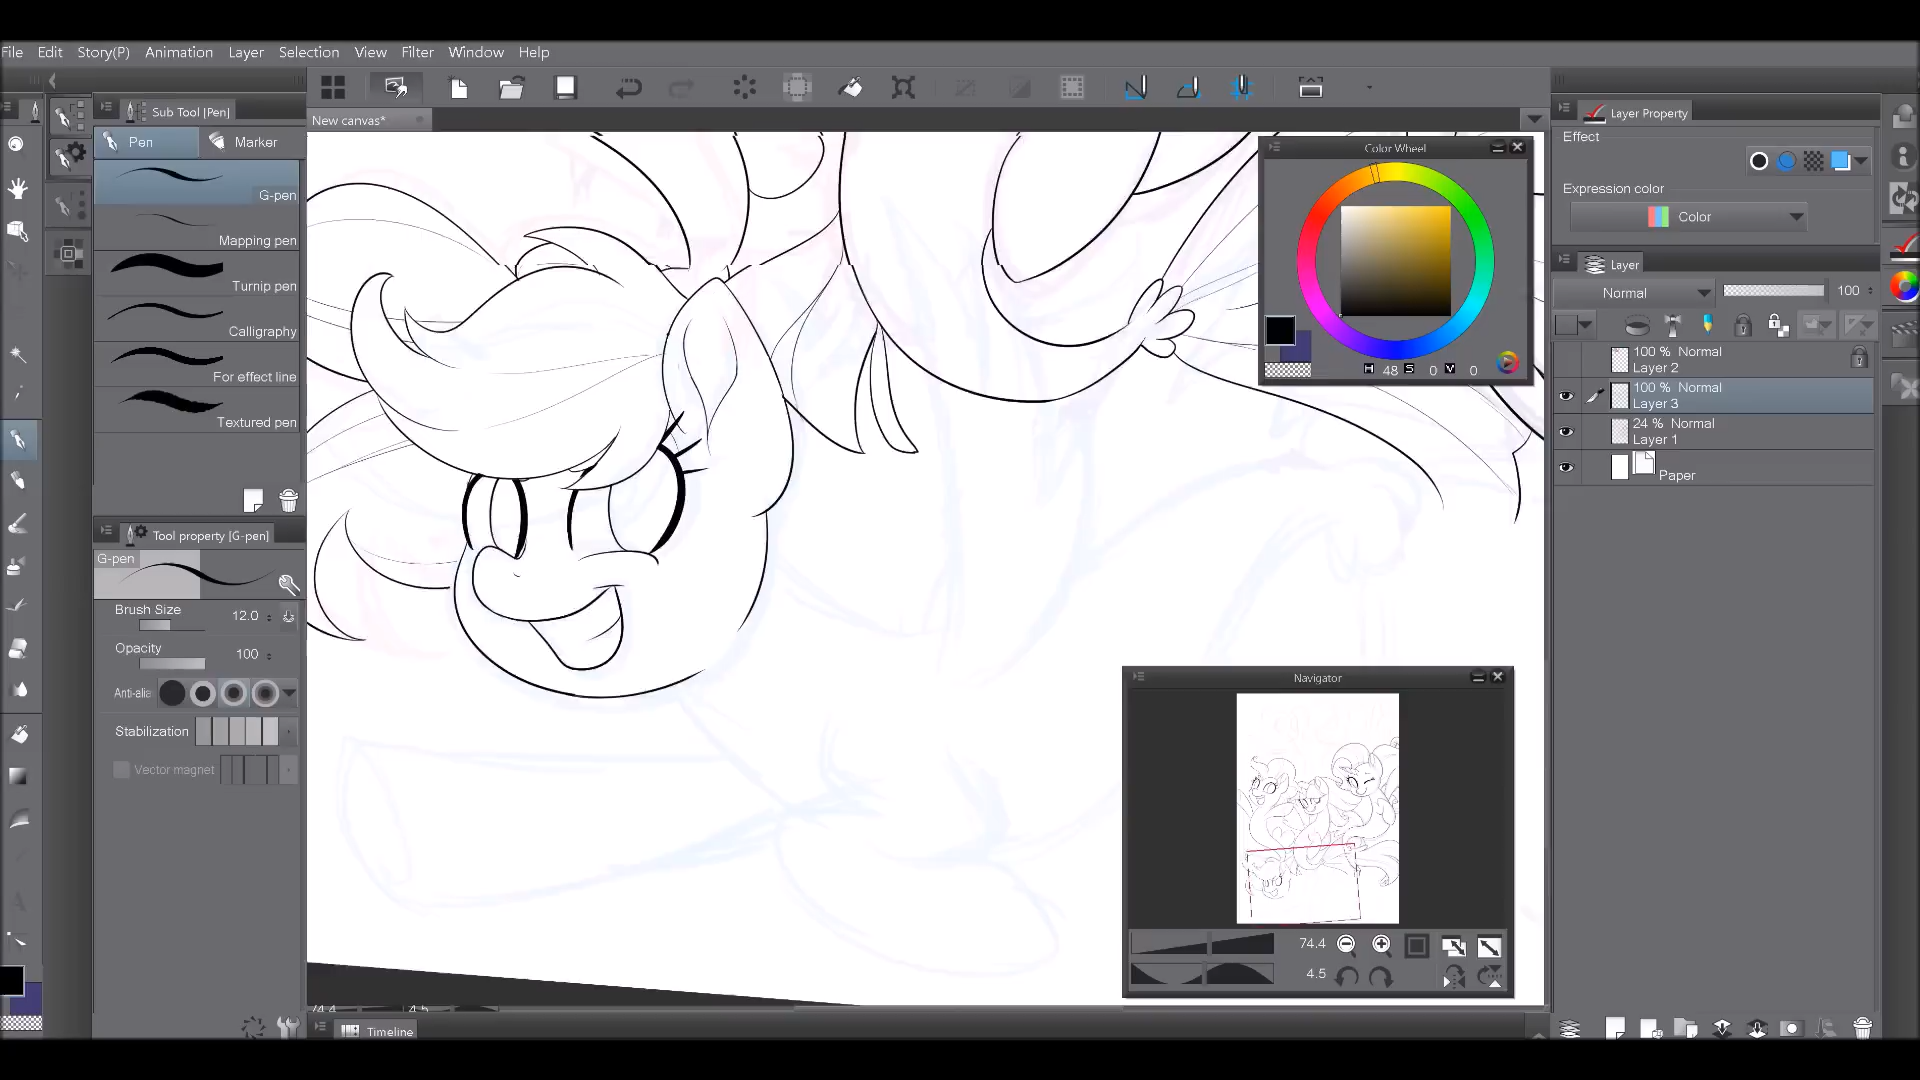 File Edit Story(P) Animation Layer Selection View Filter Window Help
New canvas*
Sub Tool [Pen]
Pen
Marker
G-pen
Mapping pen
Turnip pen
Calligraphy
For effect line
Textured pen
Tool property [G-pen]
G-pen
Brush Size 12.0
Opacity 100
Anti-alia
Stabilization
Vector magnet
Color Wheel
H 48 S 0 V 0
Navigator
74.4
4.5
Timeline
Layer Property
Effect
Expression color
Color
Layer
Normal 100
100 % Normal
Layer 2
100 % Normal
Layer 3
24 % Normal
Layer 1
Paper